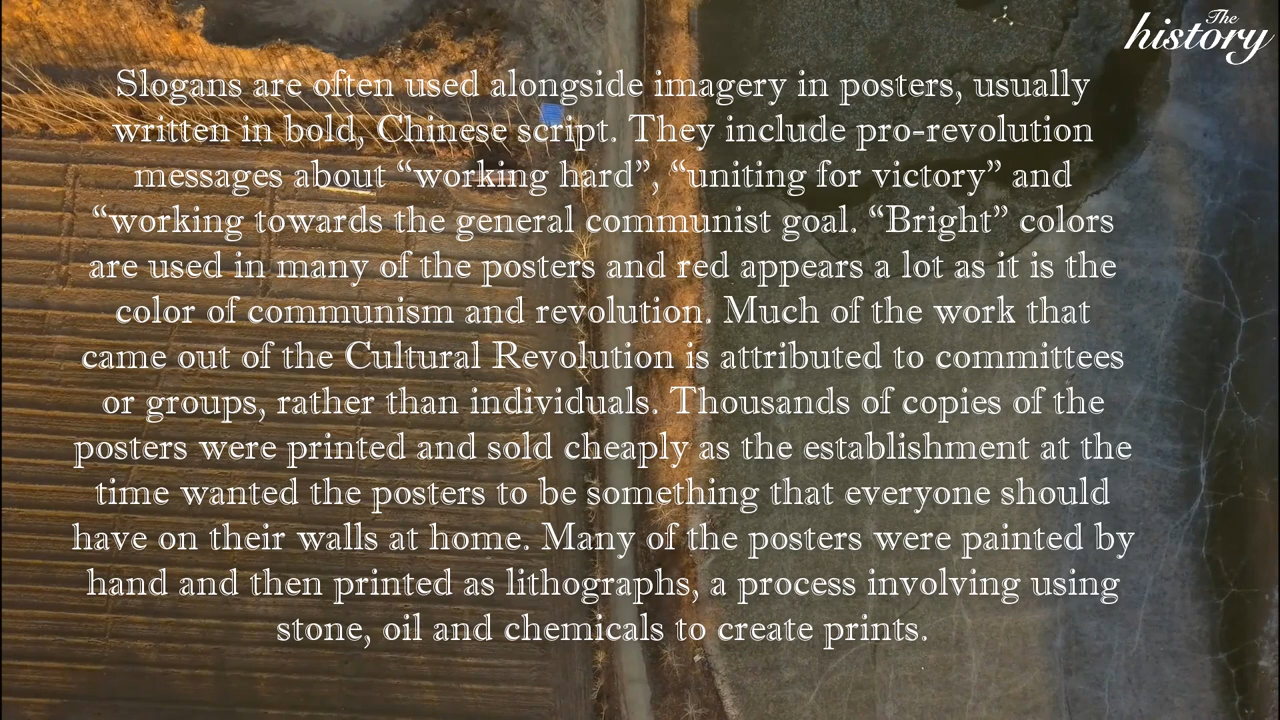 The
history
Slogans are often used alongside imagery in posters, usually
written in bold, Chinese script. They include pro-revolution
messages about “working hard”, “uniting for victory” and
“working towards the general communist goal. “Bright” colors
are used in many of the posters and red appears a lot as it is the
color of communism and revolution. Much of the work that
came out of the Cultural Revolution is attributed to committees
or groups, rather than individuals. Thousands of copies of the
posters were printed and sold cheaply as the establishment at the
time wanted the posters to be something that everyone should
have on their walls at home. Many of the posters were painted by
hand and then printed as lithographs, a process involving using
stone, oil and chemicals to create prints.